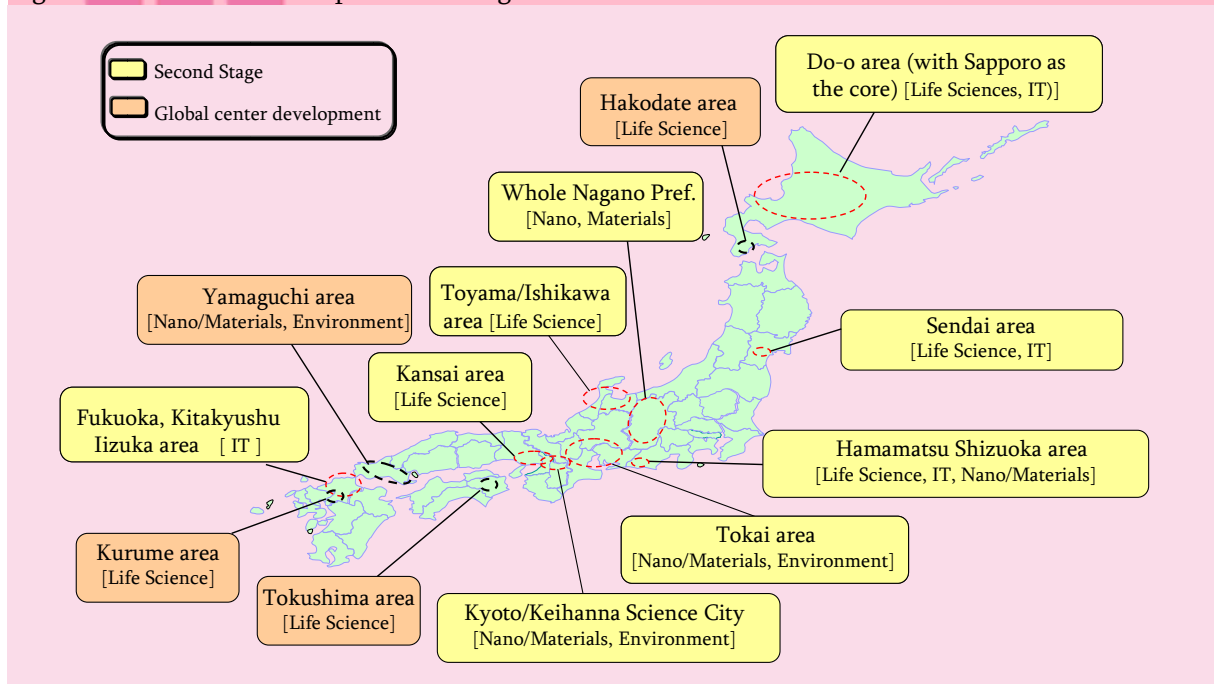 Second Stage
Global center development
Do-o area (with Sapporo as
the core) [Life Sciences, IT)]
Hakodate area
[Life Science]
Whole Nagano Pref.
[Nano, Materials]
Yamaguchi area
[Nano/Materials, Environment]
Toyama/Ishikawa
area [Life Science]
Sendai area
[Life Science, IT]
Kansai area
[Life Science]
Fukuoka, Kitakyushu
Iizuka area [ IT ]
Hamamatsu Shizuoka area
[Life Science, IT, Nano/Materials]
Tokai area
[Nano/Materials, Environment]
Kurume area
[Life Science]
Tokushima area
[Life Science]
Kyoto/Keihanna Science City
[Nano/Materials, Environment]